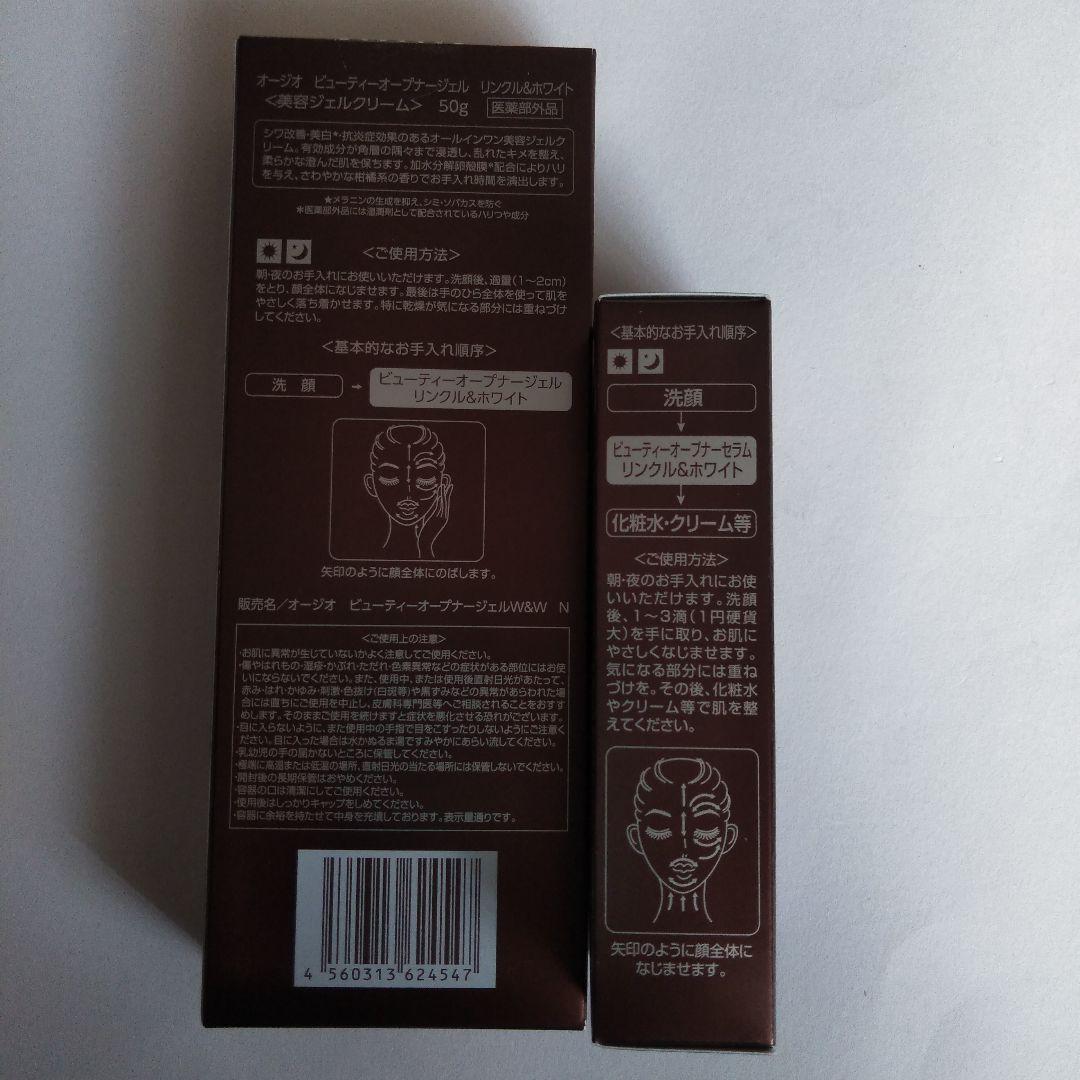 オージオ ビューティーオープナージェル リンクル&ホワイト
＜美容ジェルクリーム＞ 50g 医薬部外品
シワ改善・美白*・抗炎症効果のあるオールインワン美容ジェルク
リーム。有効成分が角層の隅々まで浸透し、乱れたキメを整え、
柔らかな澄んだ肌を保ちます。加水分解卵殻膜*配合によりハリ
を与え、さわやかな柑橘系の香りでお手入れ時間を演出します。
★メラニンの生成を抑え、シミ・ソバカスを防ぐ
＊医薬部外品には湿潤剤として配合されているハリつや成分
＜ご使用方法＞
朝・夜のお手入れにお使いいただけます。洗顔後、適量（1～2cm）
をとり、顔全体になじませます。最後は手のひら全体を使って肌を
やさしく落ち着かせます。特に乾燥が気になる部分には重ねづけ
してください。
＜基本的なお手入れ順序＞
洗 顔 → ビューティーオープナージェル
リンクル&ホワイト
矢印のように顔全体にのばします。
販売名／オージオ ビューティーオープナージェルW&W N
＜ご使用上の注意＞
・お肌に異常が生じていないかよく注意してご使用ください。
・傷やはれもの・湿疹・かぶれ・ただれ・色素異常などの症状がある部位にはお使
いにならないでください。また、使用中、または使用後直射日光があたって、
赤み・はれ・かゆみ・刺激・色抜け(白斑等)や黒ずみなどの異常があらわれた場
合には直ちにご使用を中止し、皮膚科専門医等へご相談されることをおすす
めします。そのままご使用を続けますと症状を悪化させる恐れがございます。
・目に入らないように、また使用中の手指で目をこすったりしないようにご注意く
ださい。目に入った場合は水かぬるま湯ですみやかにあらい流してください。
・乳幼児の手の届かないところに保管してください。
・極端に高温または低温の場所、直射日光の当たる場所には保管しないでください。
・開封後の長期保管はおやめください。
・容器の口は清潔にしてご使用ください。
・使用後はしっかりキャップをしめてください。
・容器に余裕を持たせて中身を充填しております。表示量通りです。
4 560313 624547
＜基本的なお手入れ順序＞
洗顔
↓
ビューティーオープナーセラム
リンクル&ホワイト
↓
化粧水・クリーム等
＜ご使用方法＞
朝・夜のお手入れにお使
いいただけます。洗顔
後、1～3滴（1円硬貨
大）を手に取り、お肌に
やさしくなじませます。
気になる部分には重ね
づけを。その後、化粧水
やクリーム等で肌を
整えてください。
矢印のように顔全体に
なじませます。